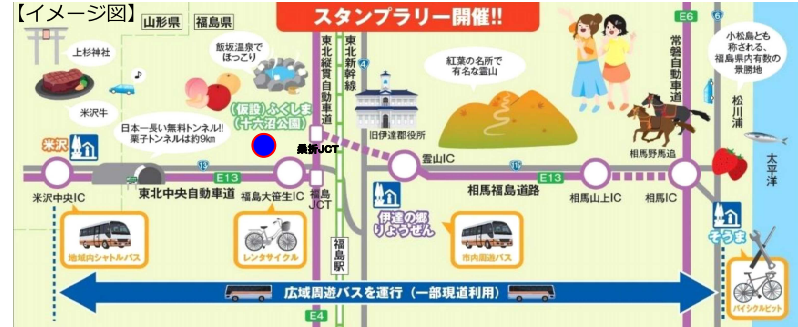 【イメージ図】
山形県
福島県
スタンプラリー開催!!
E6
6
上杉神社
米沢牛
飯坂温泉で
ほっこり
東北縦貫自動車道
東北新幹線
4
旧伊達郡役所
紅葉の名所で
有名な霊山
常磐自動車道
小松島とも
称される、
福島県内有数の
景勝地
松川浦
太平洋
相馬野馬追
日本一長い無料トンネル!!
栗子トンネルは約9km
(仮設)ふくしま
(十六沼公園)
桑折JCT
米沢
米沢中央IC
東北中央自動車道
13
E13
福島大笹生IC
福島JCT
霊山IC
115
E13
相馬福島道路
相馬山上IC
相馬IC
伊達の郷
りょうぜん
そうま
地域内シャトルバス
レンタサイクル
福島駅
市内周遊バス
バイシクルピット
広域周遊バスを運行(一部現道利用)
E4